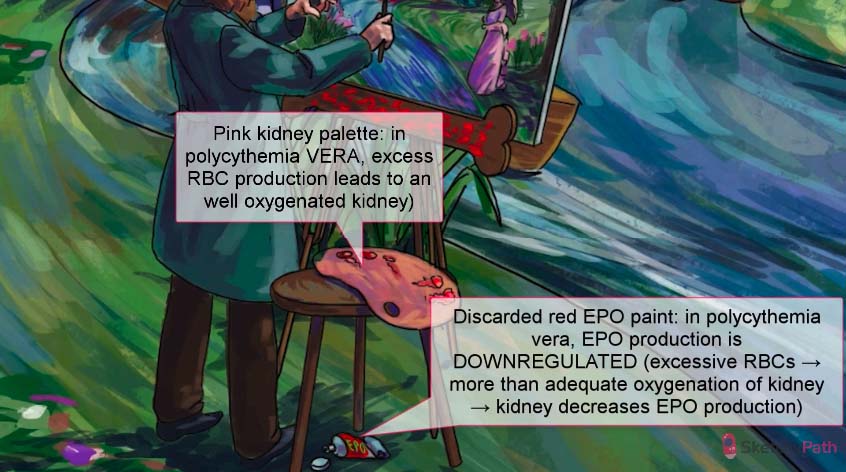 Pink kidney palette: in
polycythemia VERA, excess
RBC production leads to an
well oxygenated kidney)
Discarded red EPO paint: in polycythemia
vera, EPO production is
DOWNREGULATED (excessive RBCs →
more than adequate oxygenation of kidney
→ kidney decreases EPO production)
EPO
SketchyPath